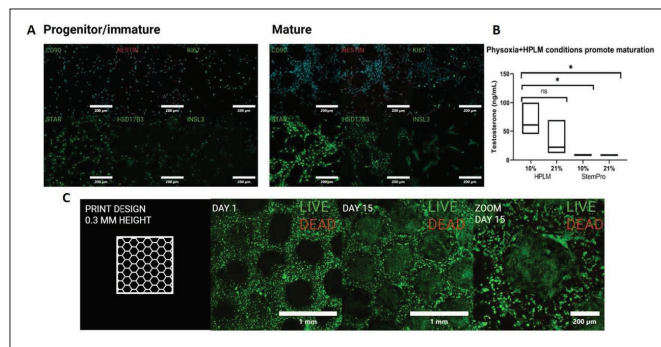 A
Progenitor/immature
Mature
CD90
NESTIN
KI67
200 µm
200 µm
200 µm
STAR
HSD17B3
INSL3
200 µm
200 µm
200 µm
CD90
NESTIN
KI67
200 µm
200 µm
200 µm
STAR
HSD17B3
INSL3
200µm
200 µm
200 µm
B
Physoxia+HPLM conditions promote maturation
*
*
ns
Testosterone (ng/mL)
150
100
50
0
10% 21% 10% 21%
HPLM StemPro
C
PRINT DESIGN
0.3 MM HEIGHT
DAY 1
LIVE
DEAD
1 mm
DAY 15
LIVE
DEAD
1 mm
ZOOM
DAY 15
LIVE
DEAD
200 µm